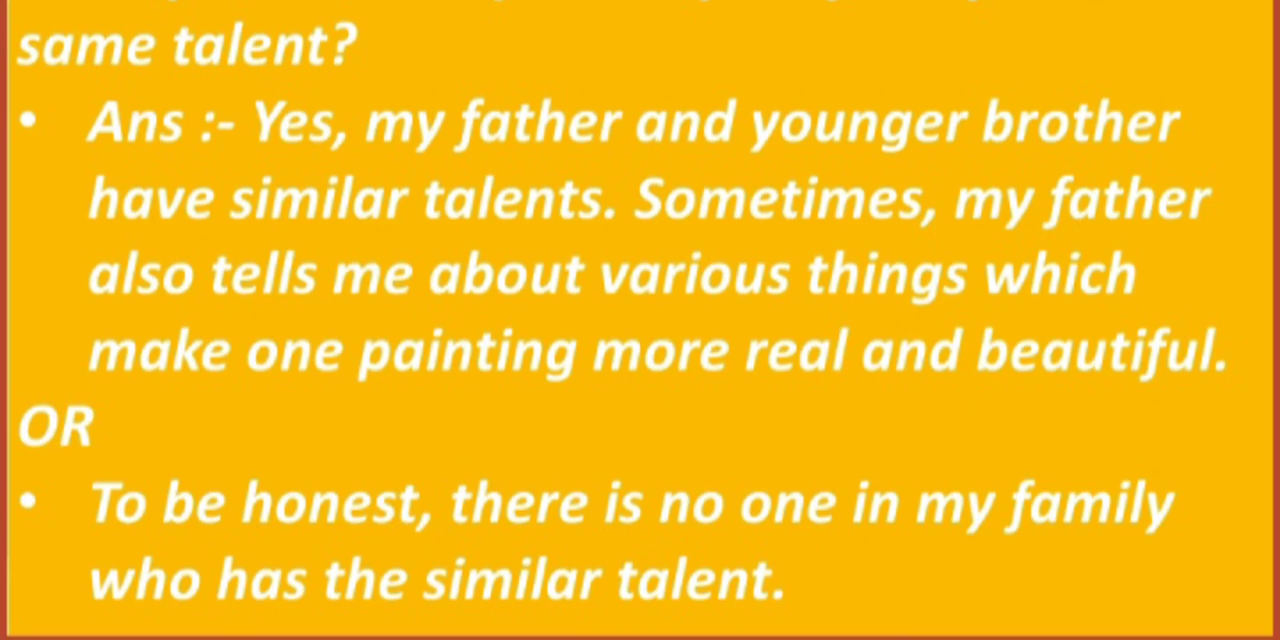 same talent?
• Ans :- Yes, my father and younger brother
have similar talents. Sometimes, my father
also tells me about various things which
make one painting more real and beautiful.
OR
• To be honest, there is no one in my family
who has the similar talent.